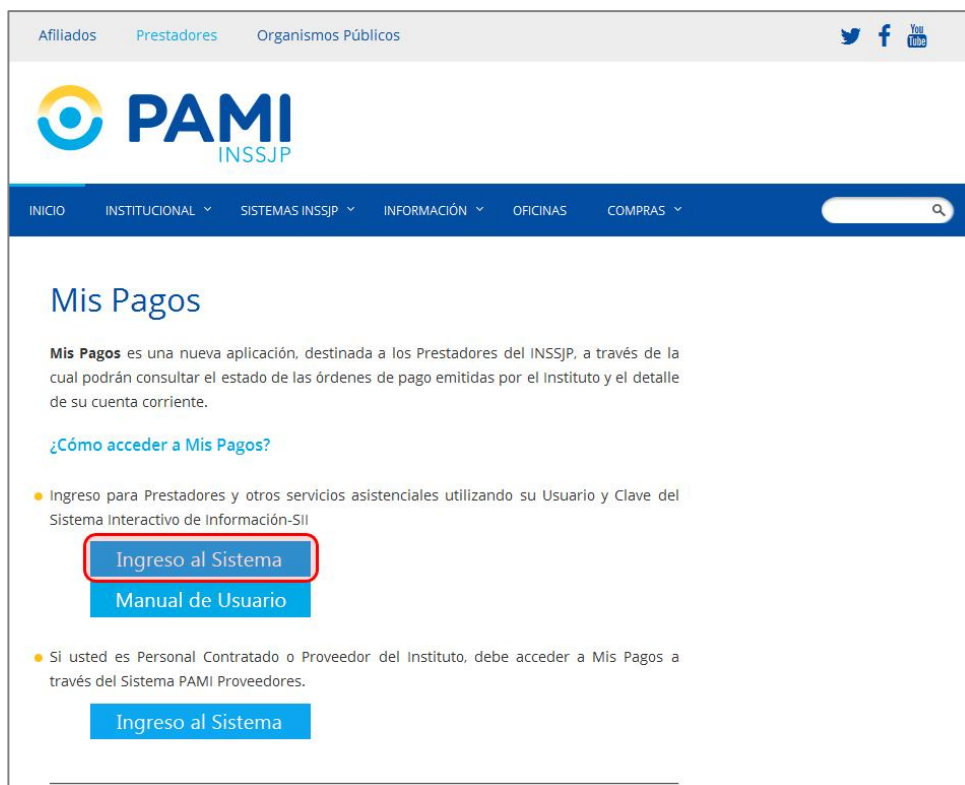 Afiliados Prestadores Organismos Públicos You Tube
PAMI
INSSJP
INICIO INSTITUCIONAL SISTEMAS INSSJP INFORMACIÓN OFICINAS COMPRAS
Mis Pagos
Mis Pagos es una nueva aplicación, destinada a los Prestadores del INSSJP, a través de la
cual podrán consultar el estado de las órdenes de pago emitidas por el Instituto y el detalle
de su cuenta corriente.
¿Cómo acceder a Mis Pagos?
Ingreso para Prestadores y otros servicios asistenciales utilizando su Usuario y Clave del
Sistema Interactivo de Información-SII
Ingreso al Sistema
Manual de Usuario
Si usted es Personal Contratado o Proveedor del Instituto, debe acceder a Mis Pagos a
través del Sistema PAMI Proveedores.
Ingreso al Sistema